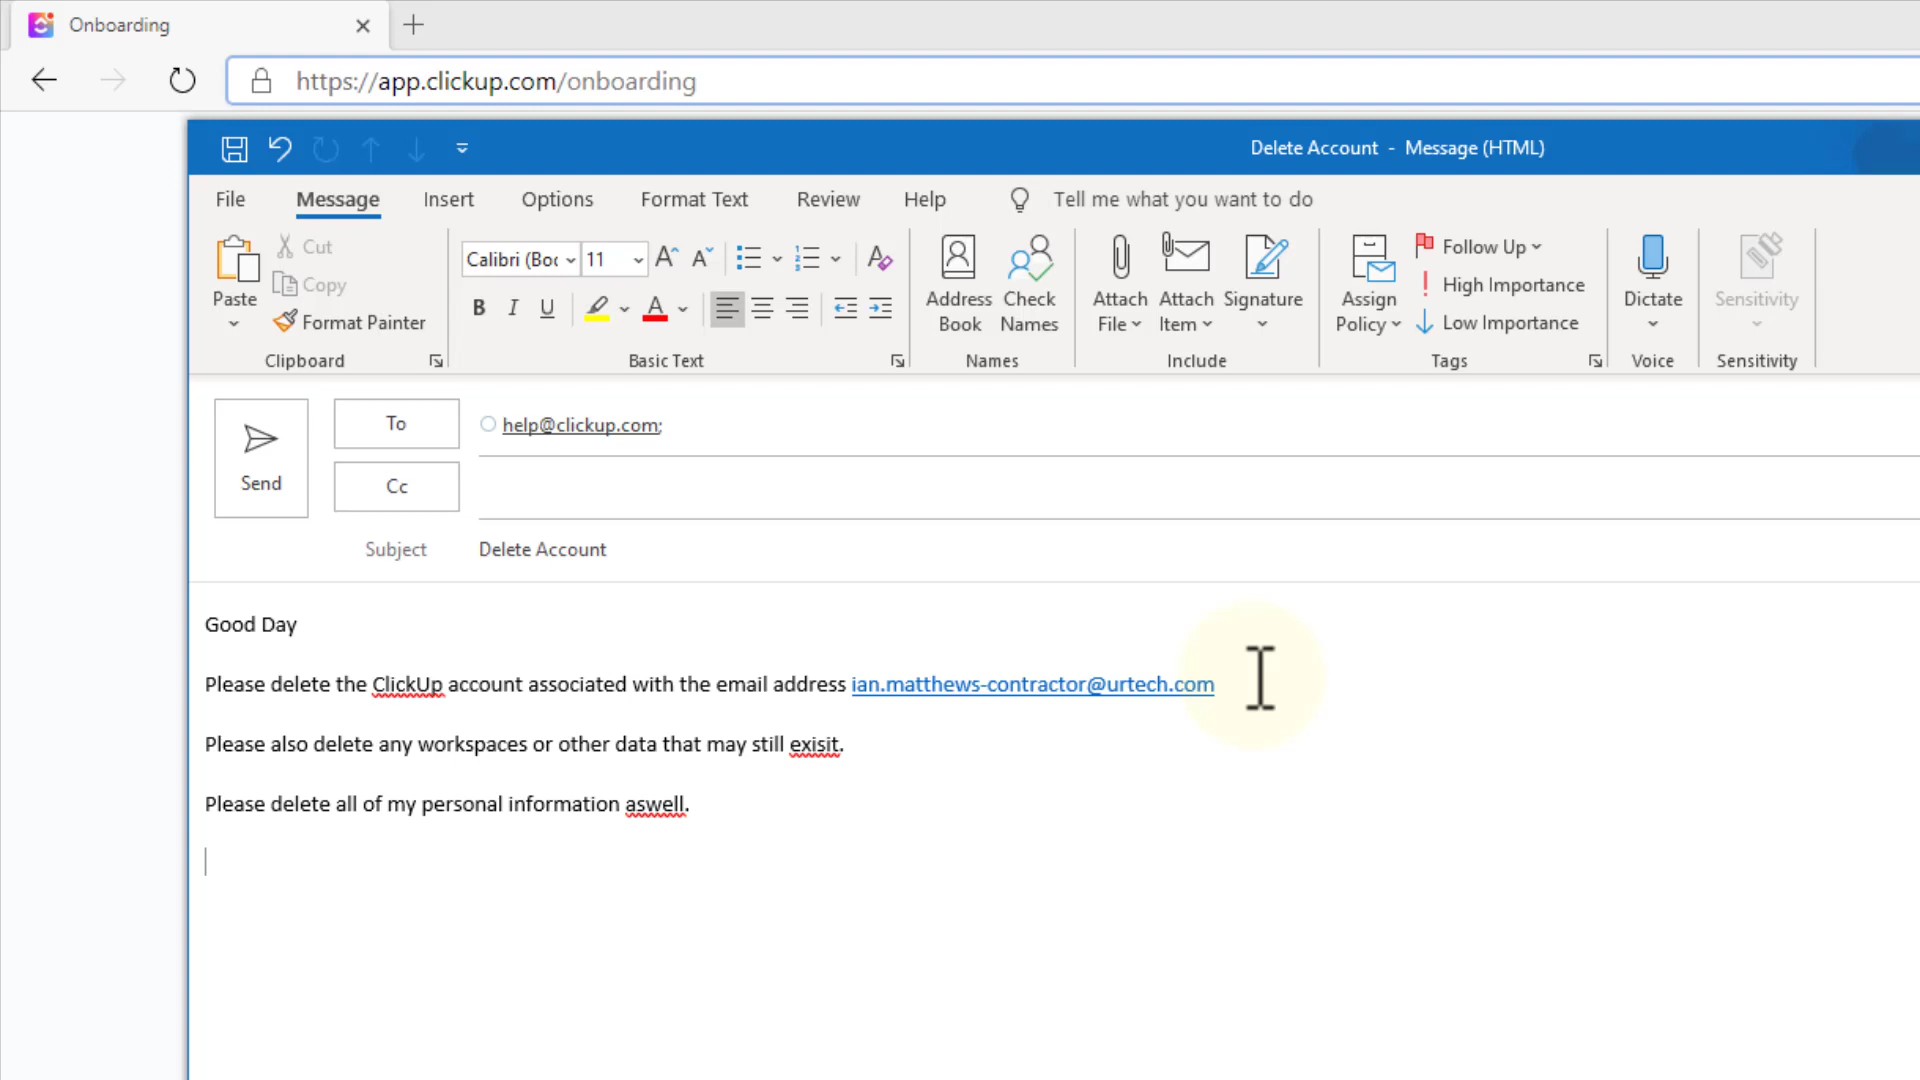 Onboarding
https://app.clickup.com/onboarding
Delete Account - Message (HTML)
File Message Insert Options Format Text Review Help Tell me what you want to do
Paste
Cut
Copy
Format Painter
Clipboard
Calibri (Boc 11
B I U
Basic Text
Address Book
Check Names
Names
Attach File
Attach Item
Signature
Include
Assign Policy
Follow Up
High Importance
Low Importance
Tags
Dictate
Voice
Sensitivity
Sensitivity
Send
To help@clickup.com;
Cc
Subject Delete Account
Good Day
Please delete the ClickUp account associated with the email address ian.matthews-contractor@urtech.com
Please also delete any workspaces or other data that may still exisit.
Please delete all of my personal information aswell.